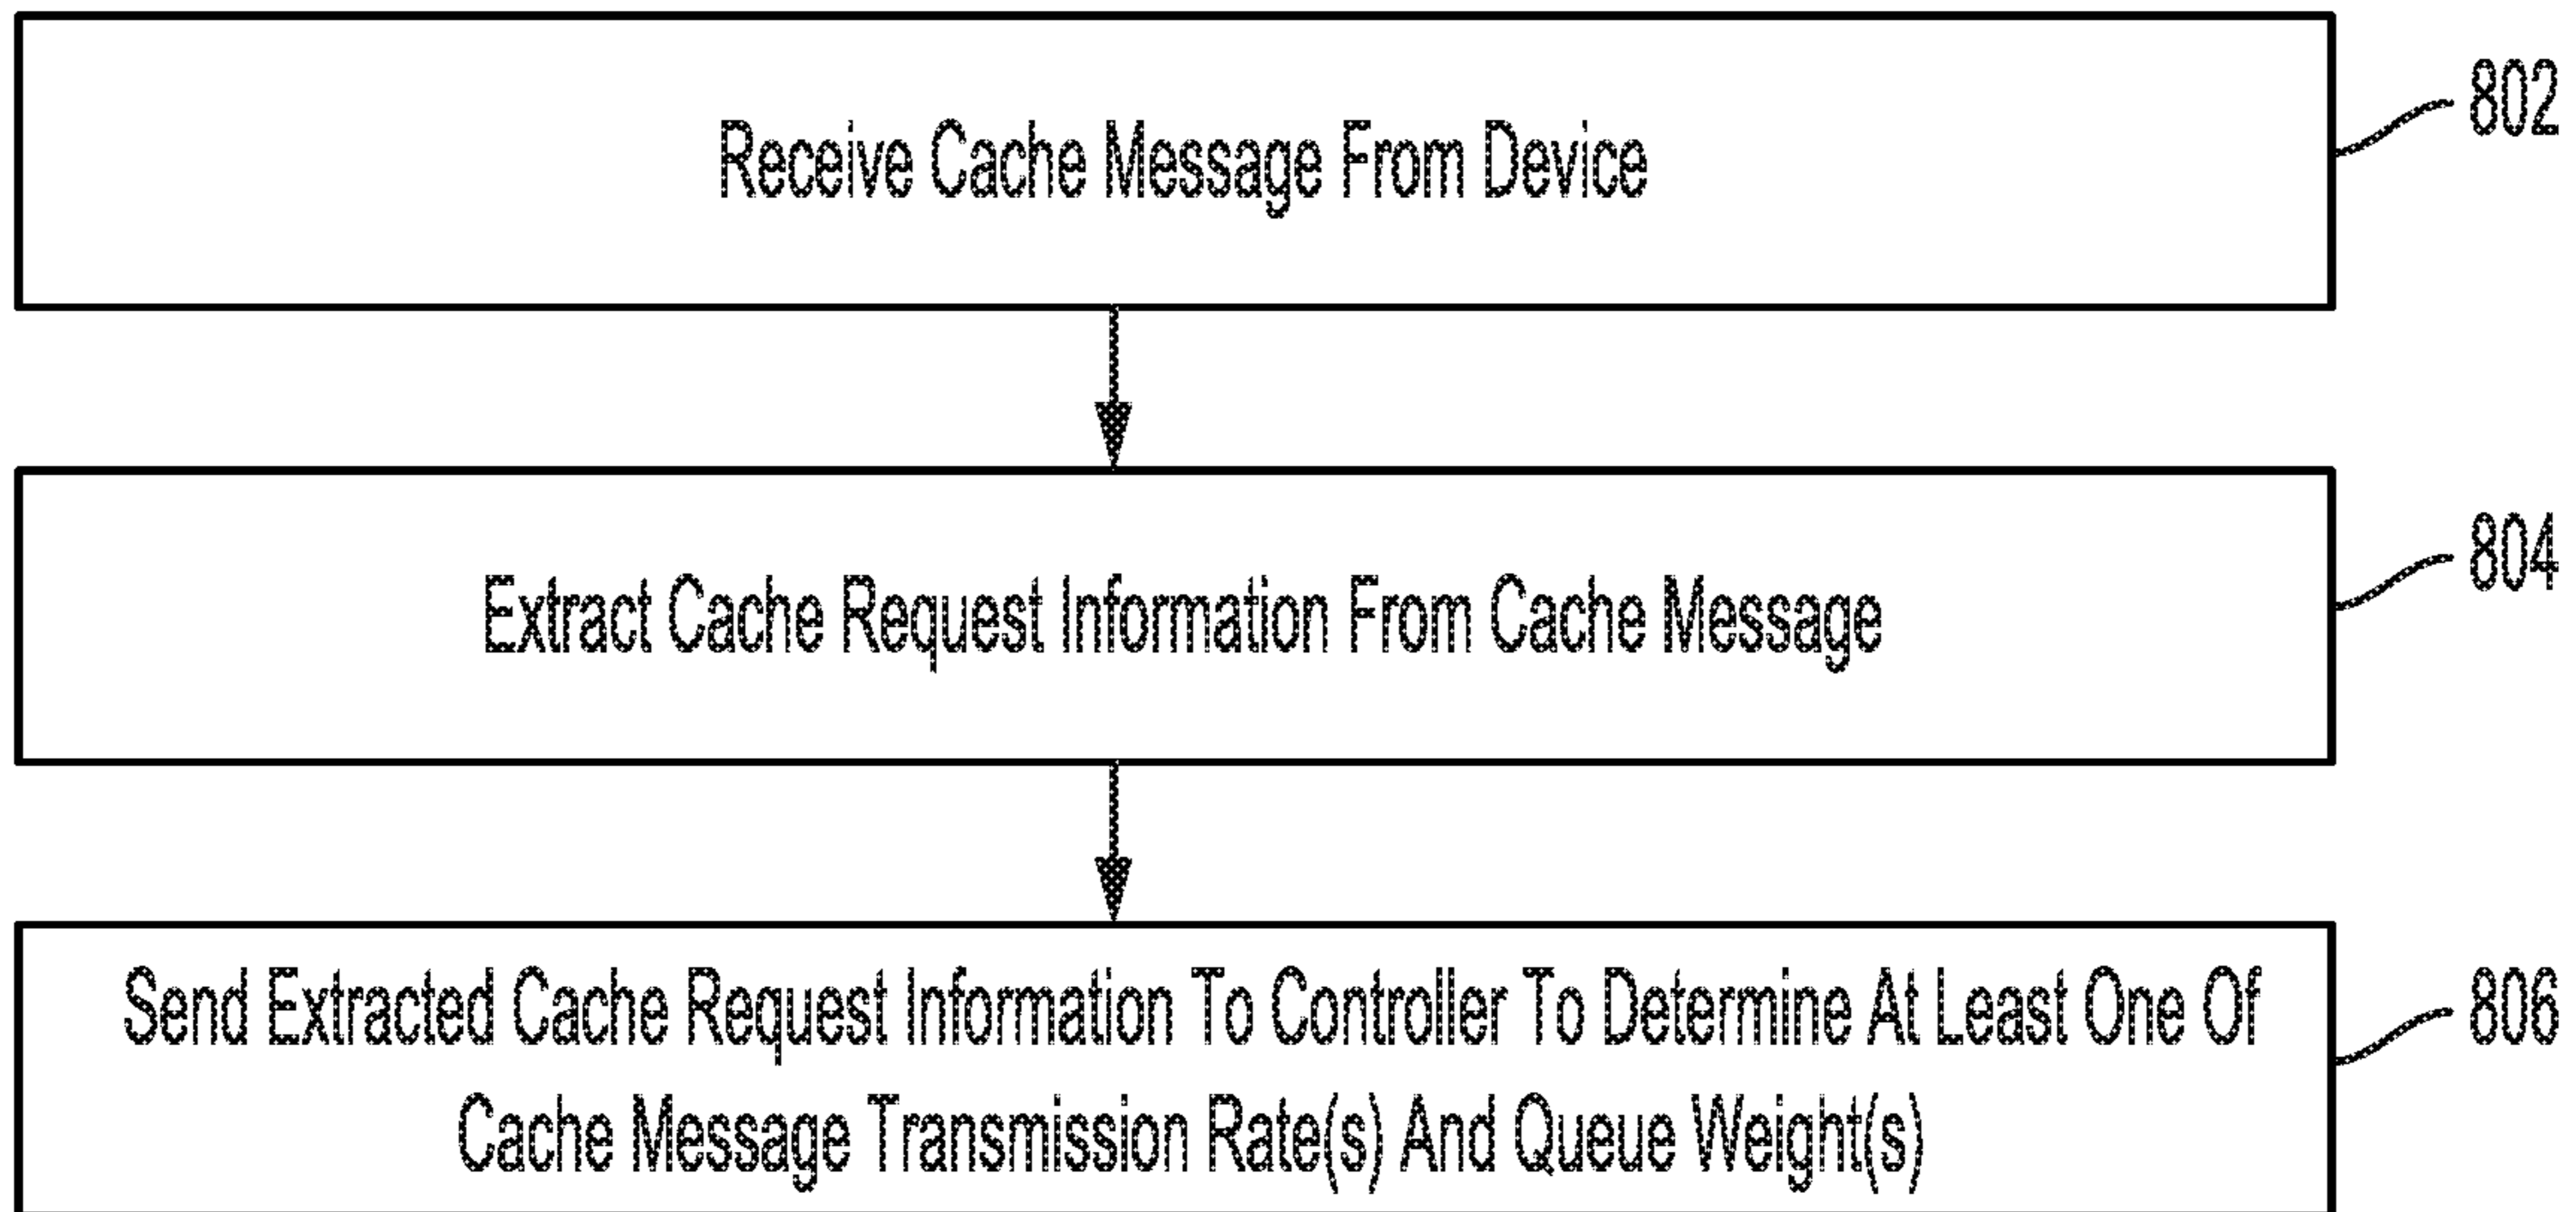 Receive Cache Message From Device
802
Extract Cache Request Information From Cache Message
804
Send Extracted Cache Request Information To Controller To Determine At Least One Of
Cache Message Transmission Rate(s) And Queue Weight(s)
806